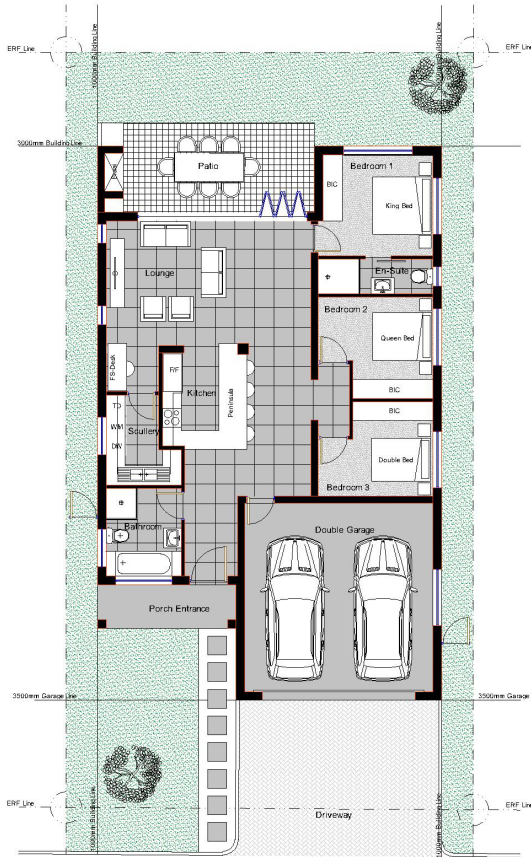 ERF_Line
ERF_Line
1000mm Building Line
1000mm Building Line
3000mm Building Line
Patio
Bedroom 1
BIC
King Bed
Lounge
En-Suite
Bedroom 2
Queen Bed
F/F
Kitchen
Peninsula
FS-Desk
BIC
BIC
TD
WM
Scullery
DW
Double Bed
Bedroom 3
Bathroom
Double Garage
Porch Entrance
3500mm Garage Line
3500mm Garage
ERF_Line
ERF_Line
1000mm Building Line
1000mm Building Line
Driveway